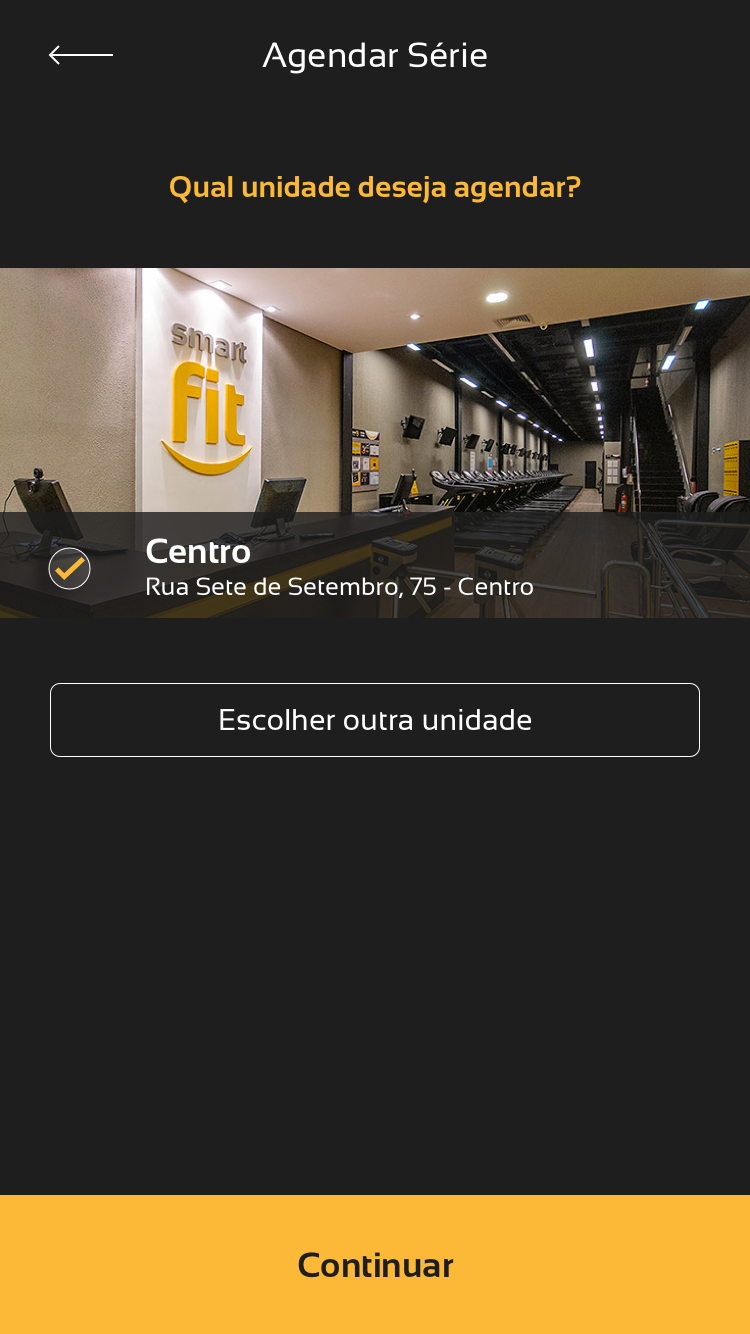 Agendar Série
Qual unidade deseja agendar?
smart
fit
Centro
Rua Sete de Setembro, 75 - Centro
Escolher outra unidade
Continuar